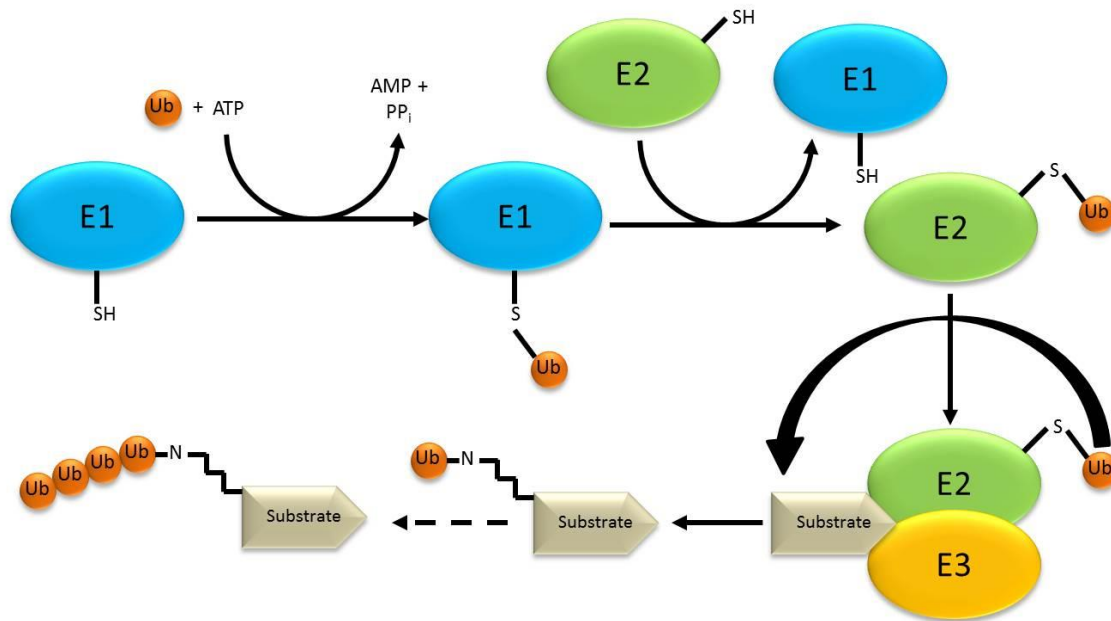 SH
E2
E1
AMP +
PPi
Ub + ATP
SH
E1
E1
E2
S
Ub
SH
S
Ub
S
Ub
E2
Ub Ub Ub Ub N
Ub N
Substrate
Substrate
Substrate
E3